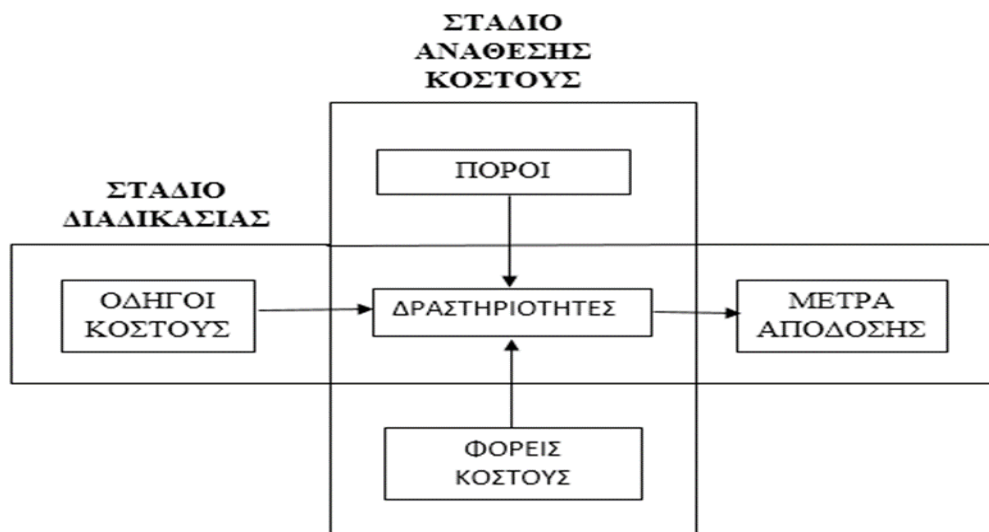 ΣΤΑΔΙΟ
ΑΝΑΘΕΣΗΣ
ΚΟΣΤΟΥΣ
ΠΟΡΟΙ
ΣΤΑΔΙΟ
ΔΙΑΔΙΚΑΣΙΑΣ
ΟΔΗΓΟΙ
ΚΟΣΤΟΥΣ
ΔΡΑΣΤΗΡΙΟΤΗΤΕΣ
ΜΕΤΡΑ
ΑΠΟΔΟΣΗΣ
ΦΟΡΕΙΣ
ΚΟΣΤΟΥΣ